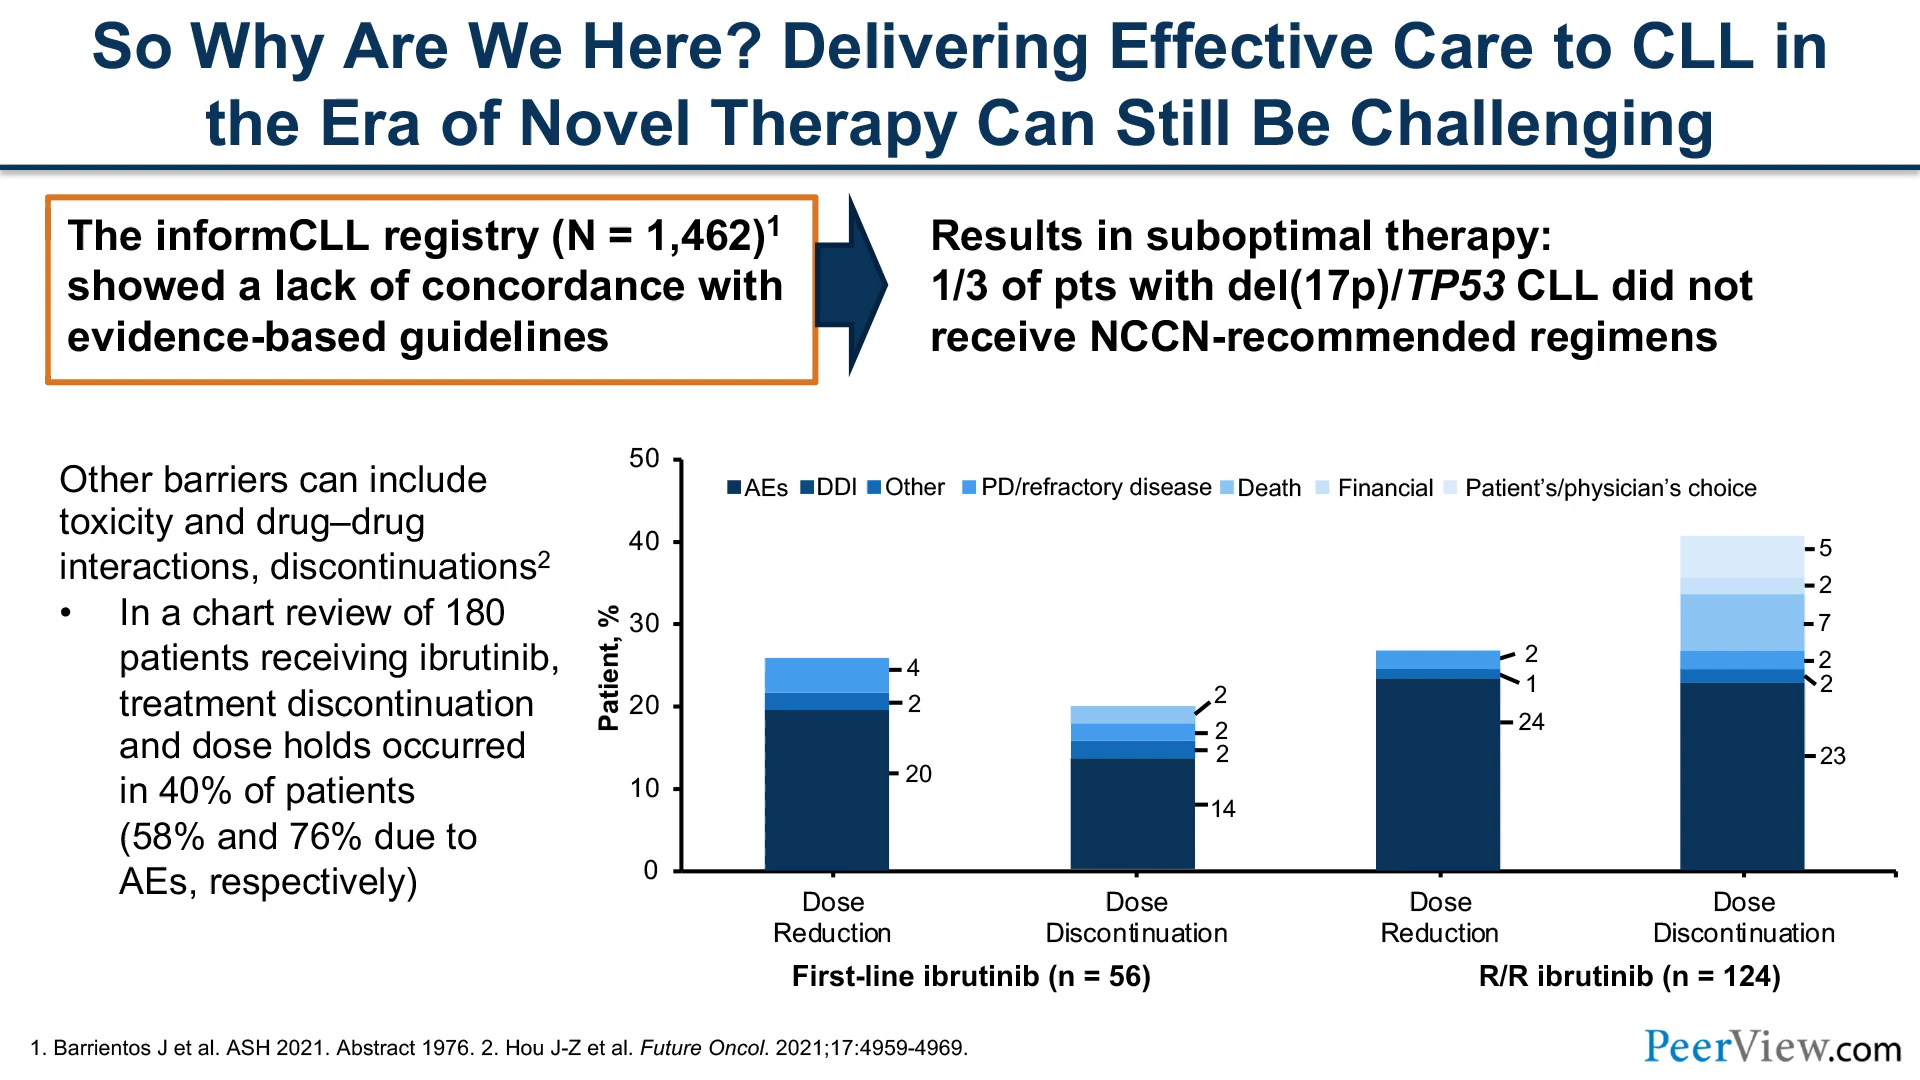 So Why Are We Here? Delivering Effective Care to CLL in
the Era of Novel Therapy Can Still Be Challenging
The informCLL registry (N = 1,462)1
showed a lack of concordance with
evidence-based guidelines
Results in suboptimal therapy:
1/3 of pts with del(17p)/TP53 CLL did not
receive NCCN-recommended regimens
Other barriers can include
toxicity and drug–drug
interactions, discontinuations2
• In a chart review of 180
patients receiving ibrutinib,
treatment discontinuation
and dose holds occurred
in 40% of patients
(58% and 76% due to
AEs, respectively)
Patient, %
50
40
30
20
10
0
AEs DDI Other PD/refractory disease Death Financial Patient's/physician's choice
4
2
20
2
2
2
14
2
1
24
5
2
7
2
2
23
Dose
Reduction
Dose
Discontinuation
Dose
Reduction
Dose
Discontinuation
First-line ibrutinib (n = 56)
R/R ibrutinib (n = 124)
1. Barrientos J et al. ASH 2021. Abstract 1976. 2. Hou J-Z et al. Future Oncol. 2021;17:4959-4969.
PeerView.com